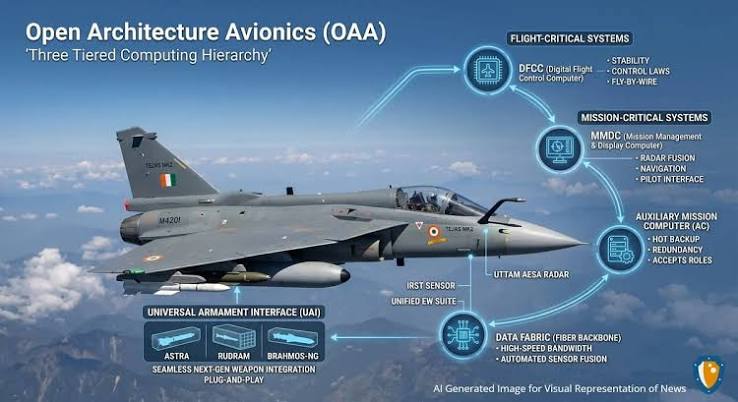 Open Architecture Avionics (OAA)
'Three Tiered Computing Hierarchy'
FLIGHT-CRITICAL SYSTEMS
DFCC (Digital Flight
Control Computer)
• STABILITY
• CONTROL LAWS
• FLY-BY-WIRE
MISSION-CRITICAL SYSTEMS
MMDC (Mission Management
& Display Computer)
• RADAR FUSION
• NAVIGATION
• PILOT INTERFACE
AUXILIARY MISSION
COMPUTER (AC)
• HOT BACKUP
• REDUNDANCY
• ACCEPTS ROLES
TEJAS MK2
M4201
TEJAS MK2
UTTAM AESA RADAR
IRST SENSOR
UNIFIED EW SUITE
DATA FABRIC (FIBER BACKBONE)
• HIGH-SPEED BANDWIDTH
• AUTOMATED SENSOR FUSION
UNIVERSAL ARMAMENT INTERFACE (UAI)
ASTRA
RUDRAM
BRAHMOS-NG
SEAMLESS NEXT-GEN WEAPON INTEGRATION
PLUG-AND-PLAY
AI Generated Image for Visual Representation of News